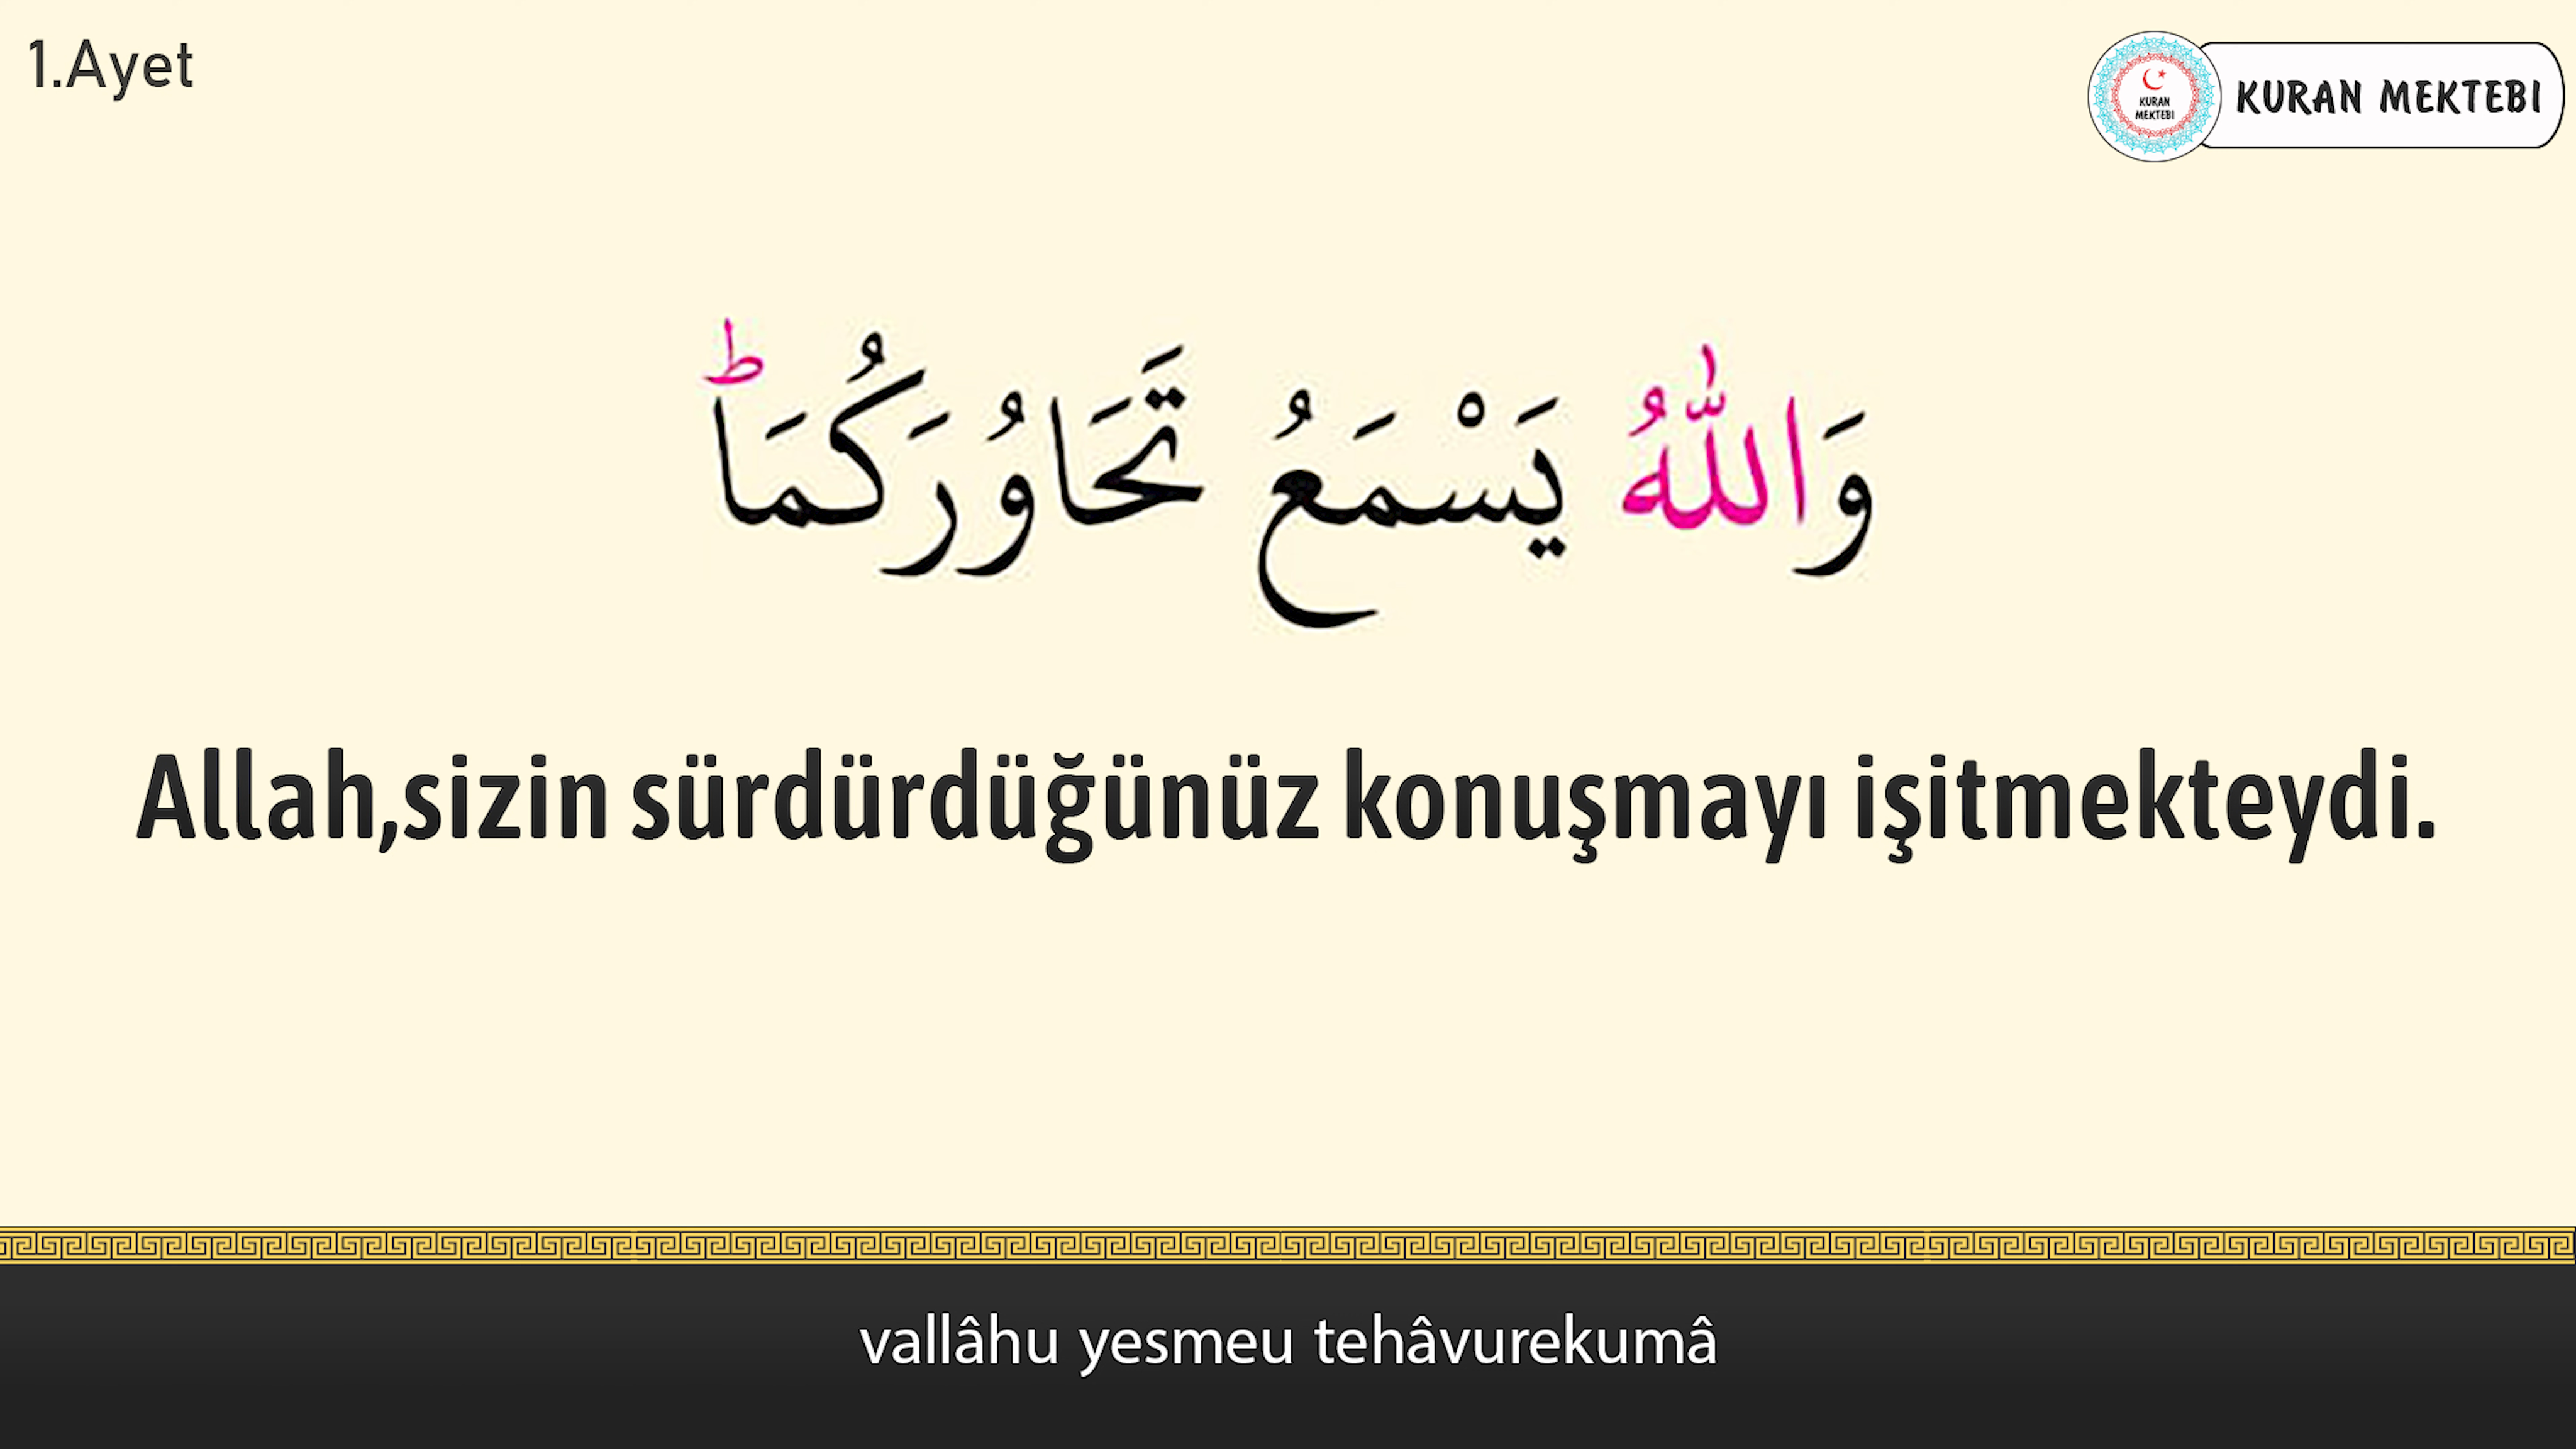 1.Ayet
KURAN
MEKTEBI
KURAN MEKTEBI
وَاللّٰهُ يَسْمَعُ تَحَاوُرَكُمَاۜ
Allah,sizin sürdürdüğünüz konuşmayı işitmekteydi.
vallâhu yesmeu tehâvurekumâ